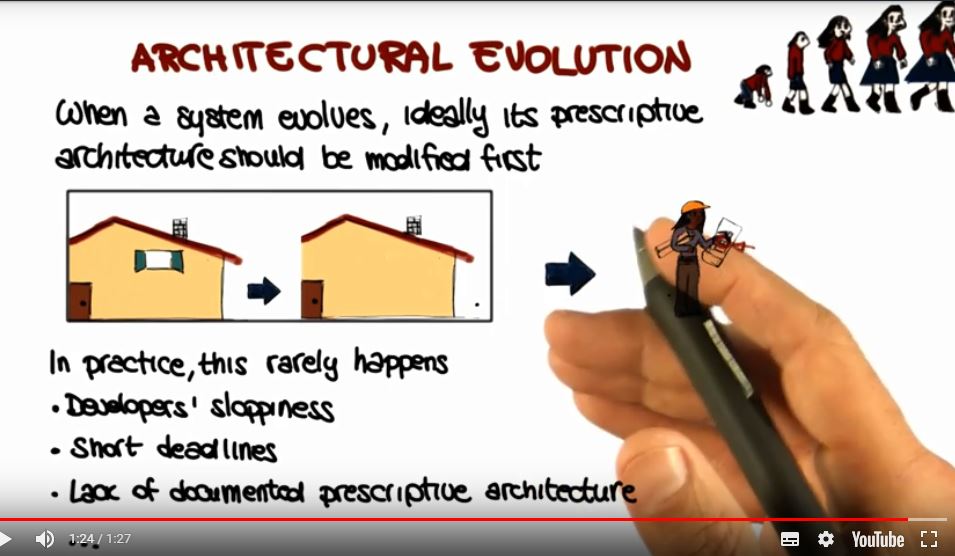 ARCHITECTURAL EVOLUTION
When a system evolves, ideally its prescriptive
architecture should be modified first
In practice, this rarely happens
• Developers' sloppiness
• Short deadlines
• Lack of documented prescriptive architecture
...
1:24 / 1:27
YouTube